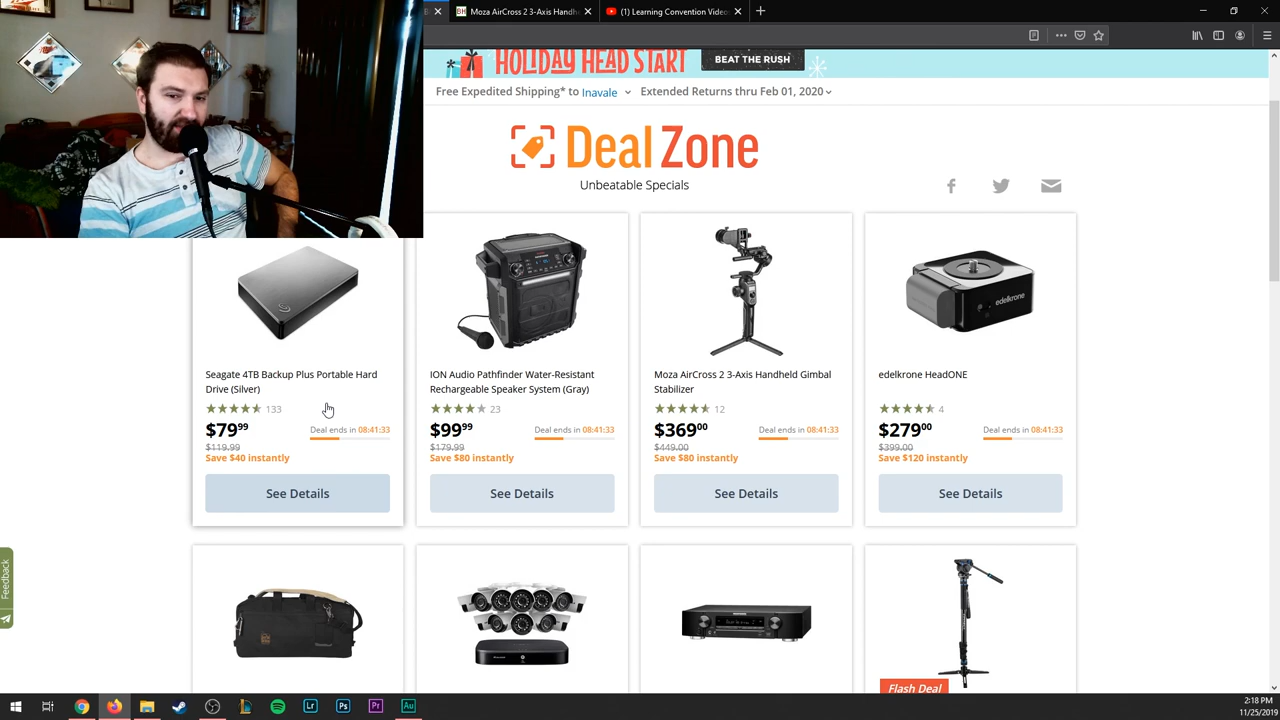 Moza AirCross 2 3-Axis Handh
(1) Learning Convention Video
HOLIDAY HEAD START
BEAT THE RUSH
Free Expedited Shipping* to Inavale
Extended Returns thru Feb 01, 2020
Deal Zone
Unbeatable Specials
Seagate 4TB Backup Plus Portable Hard
Drive (Silver)
133
$79.99
Deal ends in 08:41:33
$119.99
Save $40 instantly
See Details
ION Audio Pathfinder Water-Resistant
Rechargeable Speaker System (Gray)
23
$99.99
Deal ends in 08:41:33
$179.99
Save $80 instantly
See Details
Moza AirCross 2 3-Axis Handheld Gimbal
Stabilizer
12
$369.00
Deal ends in 08:41:33
$449.00
Save $80 instantly
See Details
edelkrone
edelkrone HeadONE
4
$279.00
Deal ends in 08:41:33
$399.00
Save $120 instantly
See Details
Feedback
Flash Deal
Lr
Ps
Pr
Au
2:18 PM
11/25/2019